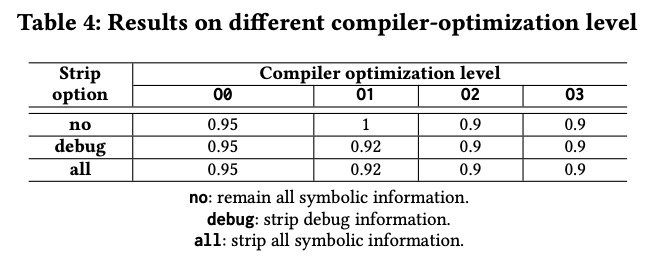 Table 4: Results on different compiler-optimization level
Strip option Compiler optimization level
O0 O1 O2 O3
no 0.95 1 0.9 0.9
debug 0.95 0.92 0.9 0.9
all 0.95 0.92 0.9 0.9
no: remain all symbolic information.
debug: strip debug information.
all: strip all symbolic information.